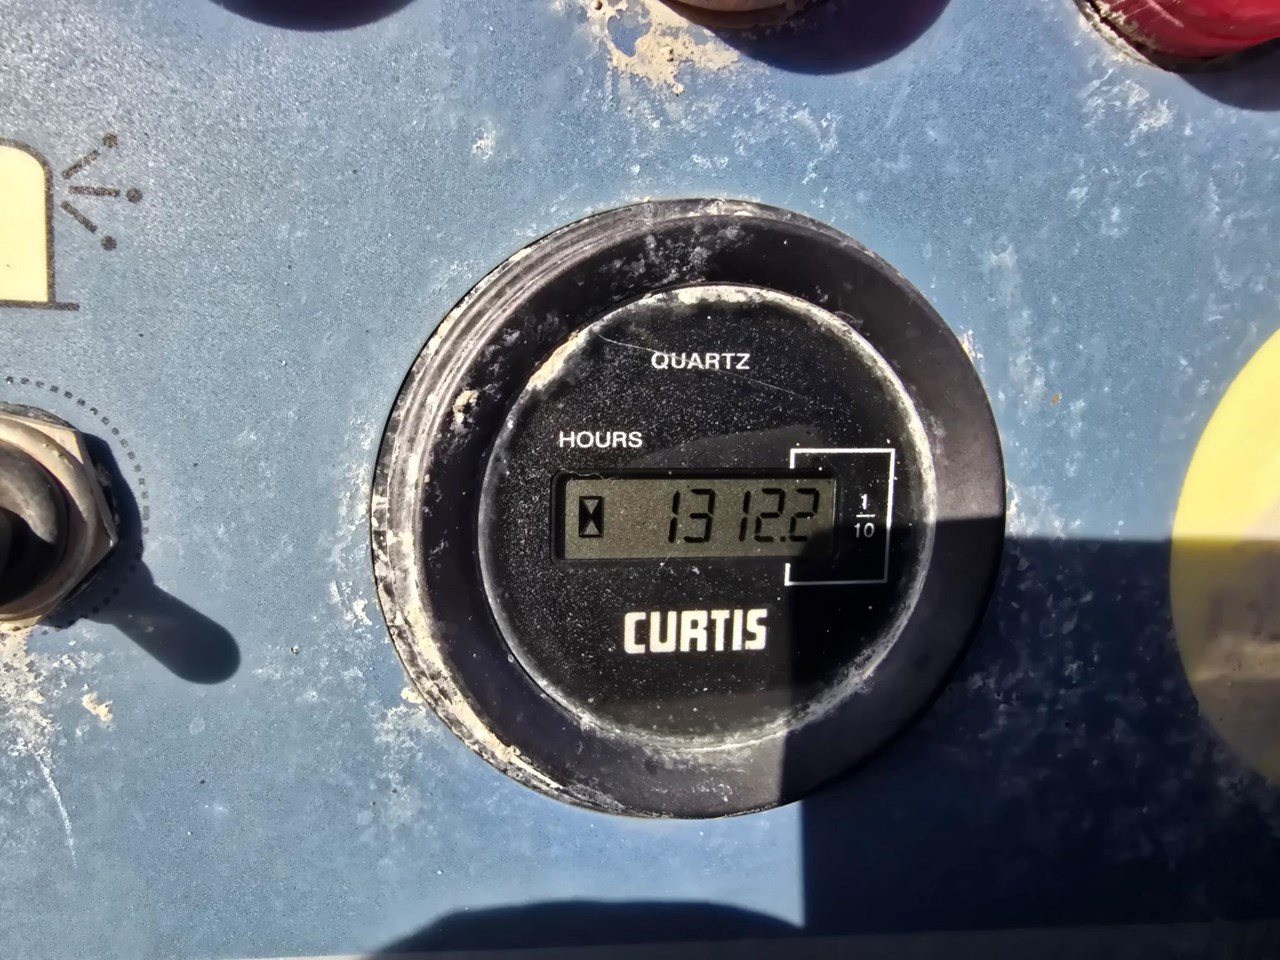 QUARTZ
HOURS
1312.2
1/10
CURTIS